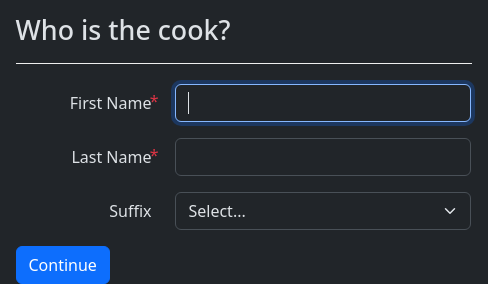 Who is the cook?
First Name*
Last Name*
Suffix Select...
Continue